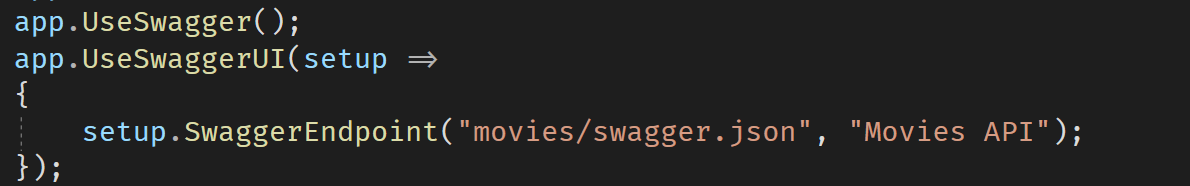 app.UseSwagger();
app.UseSwaggerUI(setup =>
{
    setup.SwaggerEndpoint("movies/swagger.json", "Movies API");
});